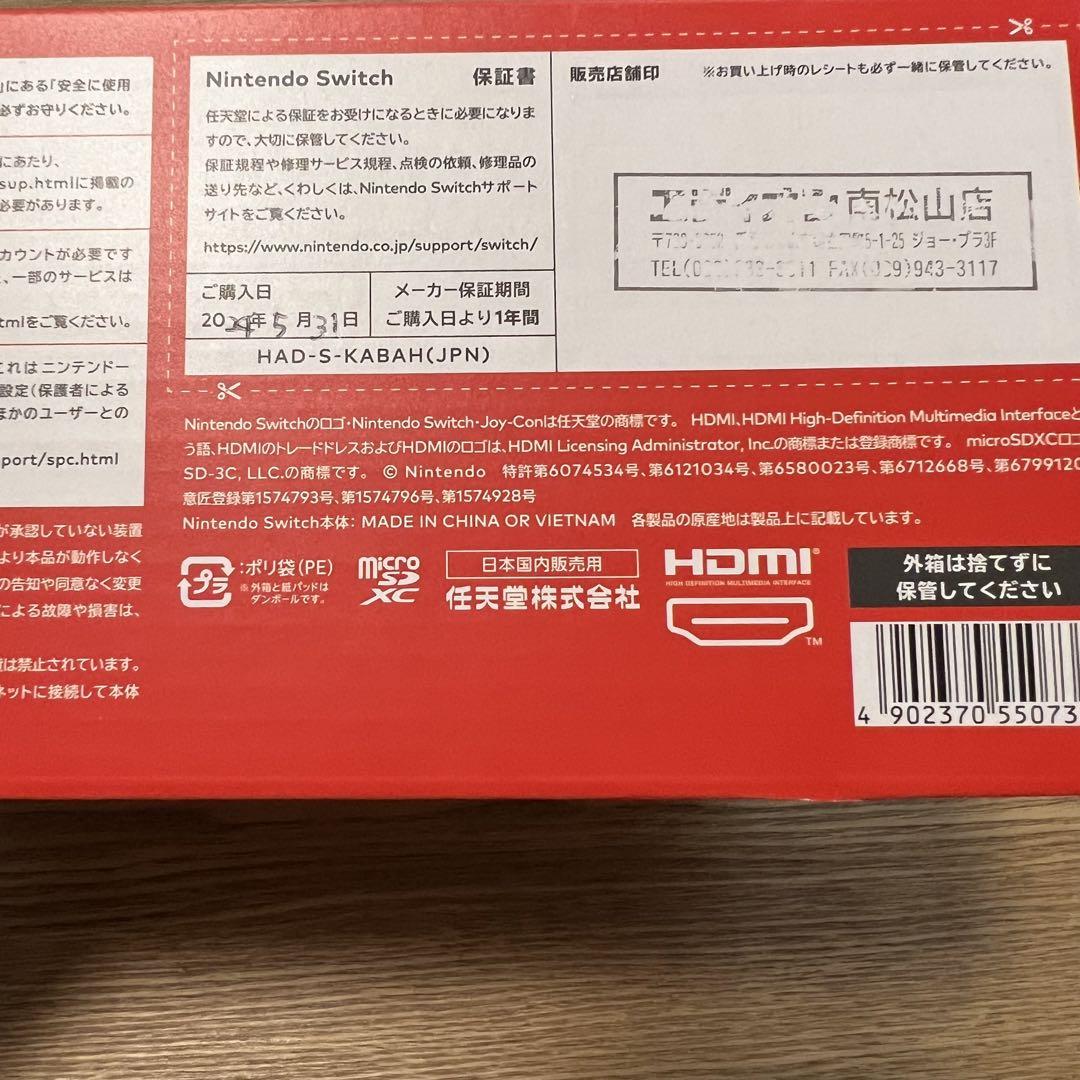 」にある「安全に使用
必ずお守りください。
にあたり、
sup.htmlに掲載の
必要があります。
カウントが必要です
、一部のサービスは
tmlをご覧ください。
これは ニンテンドー
設定(保護者による
ほかのユーザーとの
port/spc.html
が承認していない装置
より本品が動作しなく
の告知や同意なく変更
による故障や損害は、
は禁止されています。
ネットに接続して本体
Nintendo Switch 保証書
任天堂による保証をお受けになるときに必要になりま
すので、大切に保管してください。
保証規程や修理サービス規程、点検の依頼、修理品の
送り先など、くわしくは、Nintendo Switchサポート
サイトをご覧ください。
https://www.nintendo.co.jp/support/switch/
ご購入日
2024年5月31日
メーカー保証期間
ご購入日より1年間
HAD-S-KABAH(JPN)
販売店舗印 ※お買い上げ時のレシートも必ず一緒に保管してください。
南松山店
5-1-25 ジョー・プラ3F
FAX(089)943-3117
Nintendo Switchのロゴ・Nintendo Switch・Joy-Conは任天堂の商標です。 HDMI、HDMI High-Definition Multimedia Interfaceと
う語、HDMIのトレードドレスおよびHDMIのロゴは、HDMI Licensing Administrator, Inc.の商標または登録商標です。 microSDXCロゴ
SD-3C, LLC.の商標です。 © Nintendo 特許第6074534号、第6121034号、第6580023号、第6712668号、第6799120
意匠登録第1574793号、第1574796号、第1574928号
Nintendo Switch本体: MADE IN CHINA OR VIETNAM 各製品の原産地は製品上に記載しています。
プラ
:ポリ袋(PE)
※外箱と紙パッドは
ダンボールです。
micro
SD
XC
日本国内販売用
任天堂株式会社
HDMI®
HIGH DEFINITION MULTIMEDIA INTERFACE
TM
外箱は捨てずに
保管してください
4 902370 55073